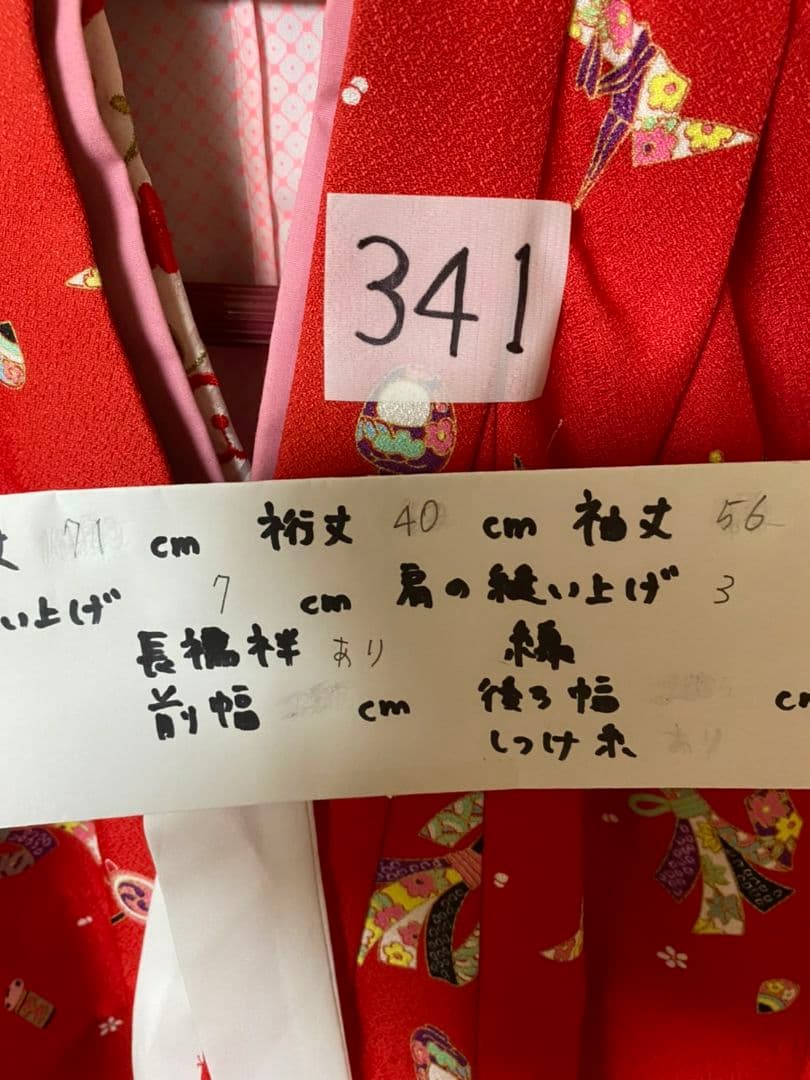 341
丈 71 cm 裄丈 40 cm 袖丈 56
い上げ 7 cm 肩の縫い上げ 3
長襦袢 あり 綿
前幅 cm 後ろ幅 cm
しつけ糸 あり